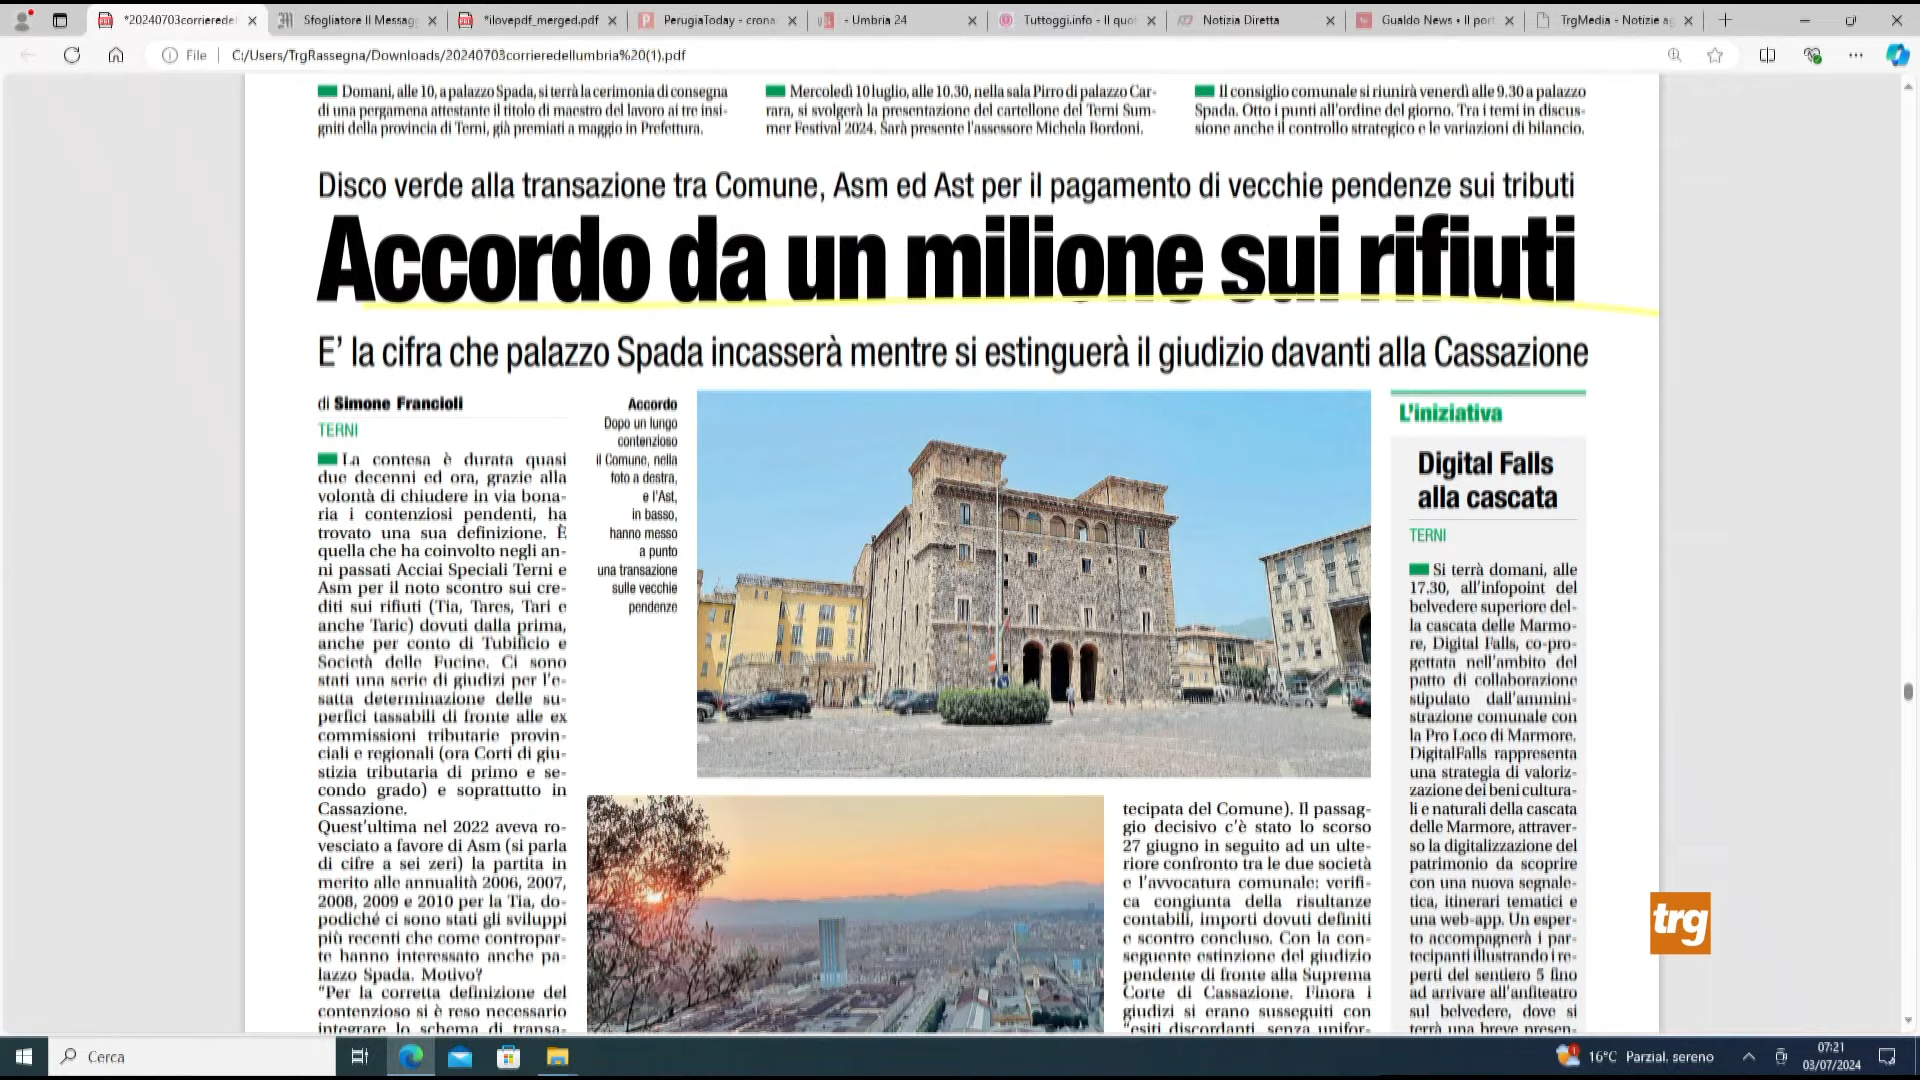 *20240703corrieredel
Sfogliatore Il Messag
*ilovepdf_merged.pdf
PerugiaToday - crona
- Umbria 24
Tuttoggi.info - Il quo
Notizia Diretta
Gualdo News • Il port
TrgMedia - Notizie ag
File
C:/Users/TrgRassegna/Downloads/20240703corrieredellumbria%20(1).pdf
Domani, alle 10, a palazzo Spada, si terrà la cerimonia di consegna
di una pergamena attestante il titolo di maestro del lavoro ai tre insi-
gniti della provincia di Terni, già premiati a maggio in Prefettura.
Mercoledì 10 luglio, alle 10.30, nella sala Pirro di palazzo Car-
rara, si svolgerà la presentazione del cartellone del Terni Sum-
mer Festival 2024. Sarà presente l'assessore Michela Bordoni.
Il consiglio comunale si riunirà venerdì alle 9.30 a palazzo
Spada. Otto i punti all'ordine del giorno. Tra i temi in discus-
sione anche il controllo strategico e le variazioni di bilancio.
Disco verde alla transazione tra Comune, Asm ed Ast per il pagamento di vecchie pendenze sui tributi
Accordo da un milione sui rifiuti
E' la cifra che palazzo Spada incasserà mentre si estinguerà il giudizio davanti alla Cassazione
di Simone Francioli
TERNI
La contesa è durata quasi
due decenni ed ora, grazie alla
volontà di chiudere in via bona-
ria i contenziosi pendenti, ha
trovato una sua definizione. È
quella che ha coinvolto negli an-
ni passati Acciai Speciali Terni e
Asm per il noto scontro sui cre-
diti sui rifiuti (Tia, Tares, Tari e
anche Taric) dovuti dalla prima,
anche per conto di Tubificio e
Società delle Fucine. Ci sono
stati una serie di giudizi per l'e-
satta determinazione delle su-
perfici tassabili di fronte alle ex
commissioni tributarie provin-
ciali e regionali (ora Corti di giu-
stizia tributaria di primo e se-
condo grado) e soprattutto in
Cassazione.
Quest'ultima nel 2022 aveva ro-
vesciato a favore di Asm (si parla
di cifre a sei zeri) la partita in
merito alle annualità 2006, 2007,
2008, 2009 e 2010 per la Tia, do-
podiché ci sono stati gli sviluppi
più recenti che come contropar-
te hanno interessato anche pa-
lazzo Spada. Motivo?
"Per la corretta definizione del
contenzioso si è reso necessario
integrare lo schema di transa-
Accordo
Dopo un lungo
contenzioso
il Comune, nella
foto a destra,
e l'Ast,
in basso,
hanno messo
a punto
una transazione
sulle vecchie
pendenze
tecipata del Comune). Il passag-
gio decisivo c'è stato lo scorso
27 giugno in seguito ad un ulte-
riore confronto tra le due società
e l'avvocatura comunale: verifi-
ca congiunta della risultanze
contabili, importi dovuti definiti
e scontro concluso. Con la con-
seguente estinzione del giudizio
pendente di fronte alla Suprema
Corte di Cassazione. Finora i
giudizi si erano susseguiti con
"esiti discordanti, senza unifor-
L'iniziativa
Digital Falls
alla cascata
TERNI
Si terrà domani, alle
17.30, all'infopoint del
belvedere superiore del-
la cascata delle Marmo-
re, Digital Falls, co-pro-
gettata nell'ambito del
patto di collaborazione
stipulato dall'ammini-
strazione comunale con
la Pro Loco di Marmore.
DigitalFalls rappresenta
una strategia di valoriz-
zazione dei beni cultura-
li e naturali della cascata
delle Marmore, attraver-
so la digitalizzazione del
patrimonio da scoprire
con una nuova segnale-
tica, itinerari tematici e
una web-app. Un esper-
to accompagnerà i par-
tecipanti illustrando i re-
perti del sentiero 5 fino
ad arrivare all'anfiteatro
sul belvedere, dove si
terrà una breve presen-
trg
Cerca
16°C Parzial. sereno
07:21
03/07/2024